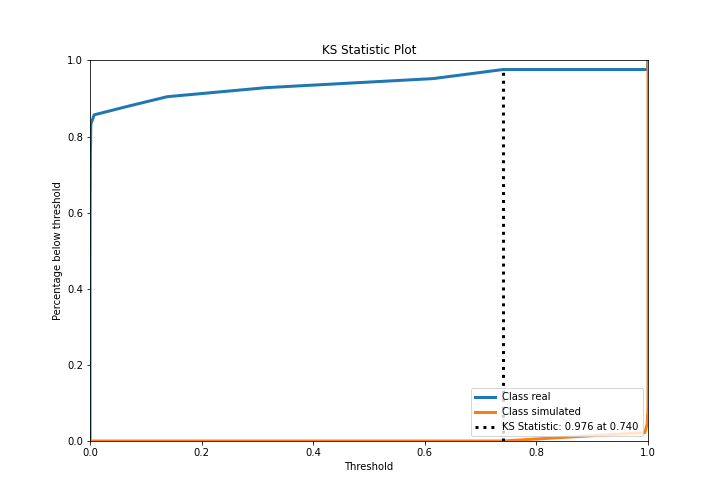 KS Statistic Plot
1.0
0.8
0.6
0.4
0.2
0.0
Percentage below threshold
Class real
Class simulated
KS Statistic: 0.976 at 0.740
0.0 0.2 0.4 0.6 0.8 1.0
Threshold